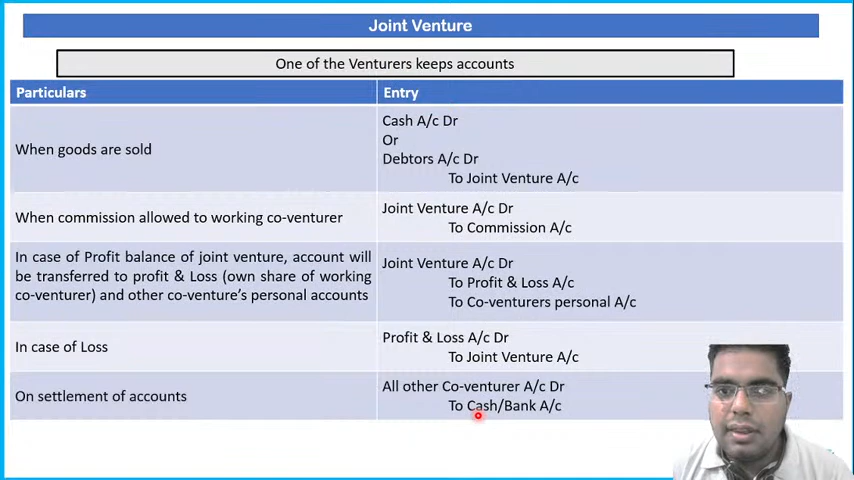 Joint Venture
One of the Venturers keeps accounts
Particulars
Entry
When goods are sold
Cash A/c Dr
Or
Debtors A/c Dr
To Joint Venture A/c
When commission allowed to working co-venturer
Joint Venture A/c Dr
To Commission A/c
In case of Profit balance of joint venture, account will
be transferred to profit & Loss (own share of working
co-venturer) and other co-venture's personal accounts
Joint Venture A/c Dr
To Profit & Loss A/c
To Co-venturers personal A/c
In case of Loss
Profit & Loss A/c Dr
To Joint Venture A/c
On settlement of accounts
All other Co-venturer A/c Dr
To Cash/Bank A/c